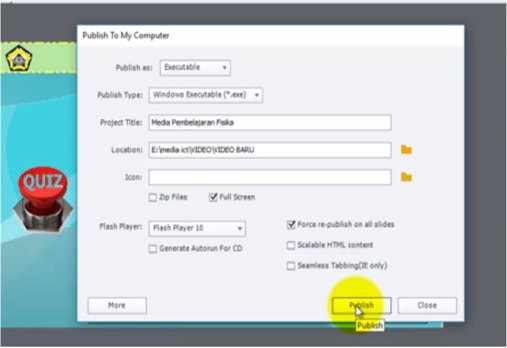 Publish To My Computer
Publish as: Executable
Publish Type: Windows Executable (*.exe)
Project Title: Media Pembelajaran Fisika
Location: E:\media ict\VIDEO\VIDEO BARU
Icon:
Zip Files Full Screen
Flash Player: Flash Player 10 Force re-publish on all slides
Generate Autorun For CD Scalable HTML content
Seamless Tabbing(IE only)
More Publish Close
Publish
QUIZ